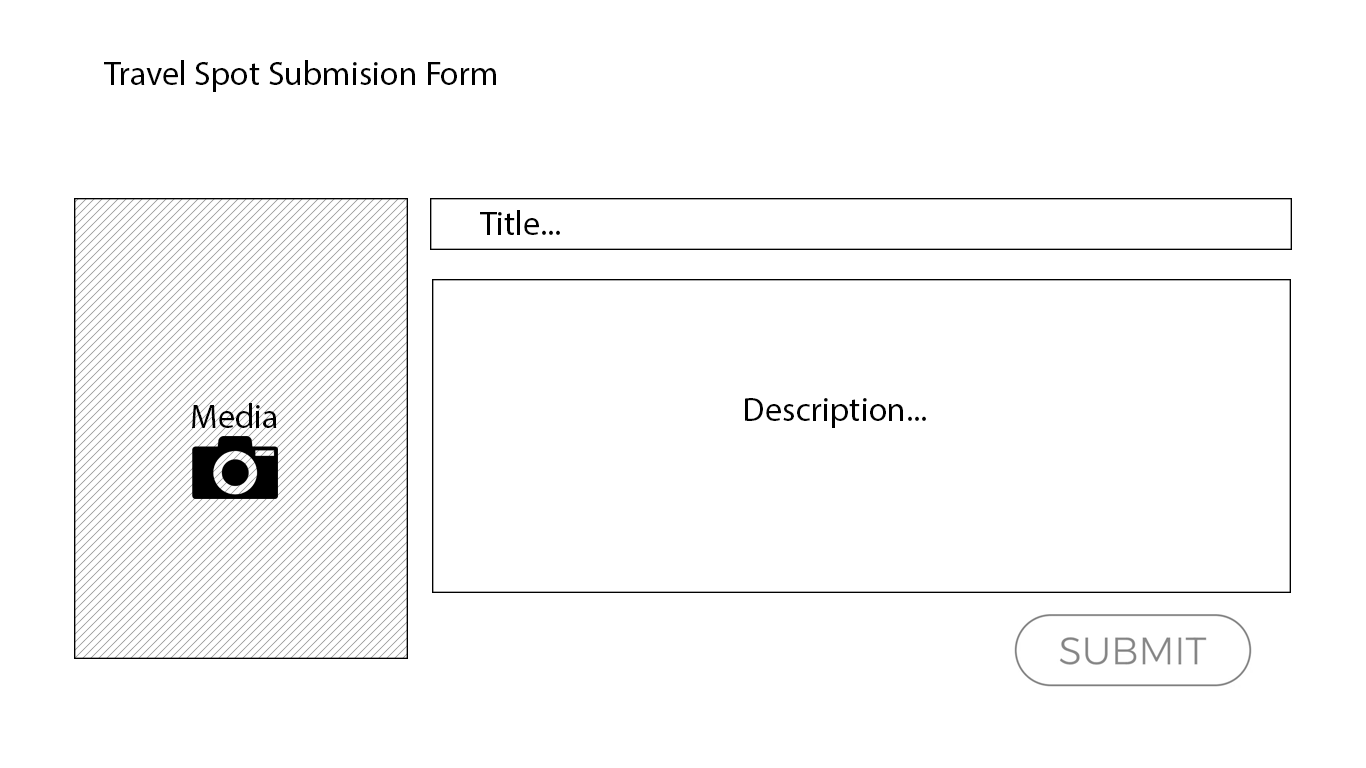 Travel Spot Submision Form
Title...
Description...
Media
SUBMIT